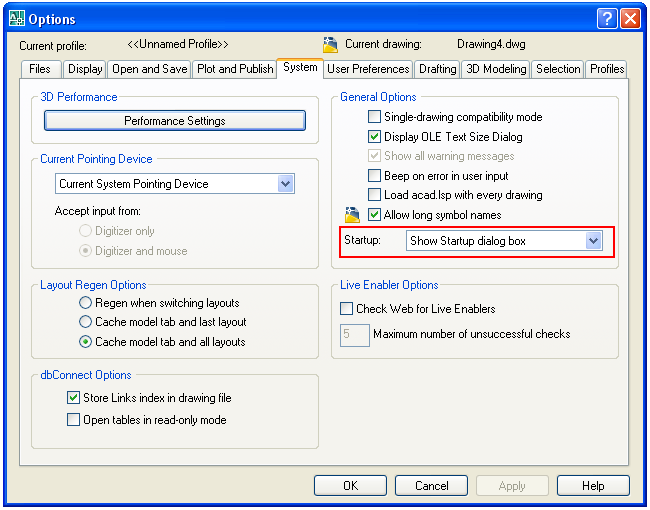 Options
Current profile: <<Unnamed Profile>> Current drawing: Drawing4.dwg
Files Display Open and Save Plot and Publish System User Preferences Drafting 3D Modeling Selection Profiles
3D Performance
Performance Settings
Current Pointing Device
Current System Pointing Device
Accept input from:
Digitizer only
Digitizer and mouse
Layout Regen Options
Regen when switching layouts
Cache model tab and last layout
Cache model tab and all layouts
dbConnect Options
Store Links index in drawing file
Open tables in read-only mode
General Options
Single-drawing compatibility mode
Display OLE Text Size Dialog
Show all warning messages
Beep on error in user input
Load acad.lsp with every drawing
Allow long symbol names
Startup: Show Startup dialog box
Live Enabler Options
Check Web for Live Enablers
5 Maximum number of unsuccessful checks
OK Cancel Apply Help